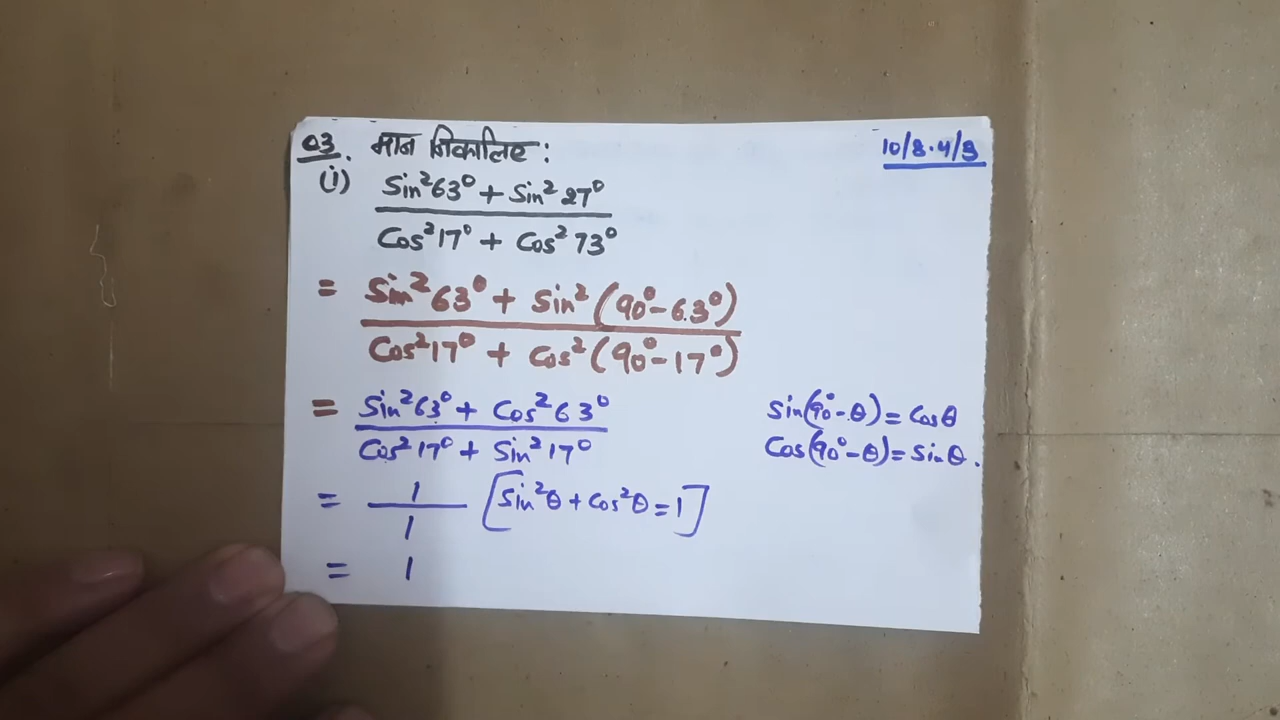 Q3. मान निकालिए:
10/8.4/3
(i) Sin²63° + Sin²27°
Cos²17° + Cos²73°
= Sin²63° + Sin²(90°-63°)
Cos²17° + Cos²(90°-17°)
= Sin²63° + Cos²63°
Cos²17° + Sin²17°
Sin(90°-θ)=Cosθ
Cos(90°-θ)=Sinθ.
= 1 [Sin²θ+Cos²θ=1]
1
= 1